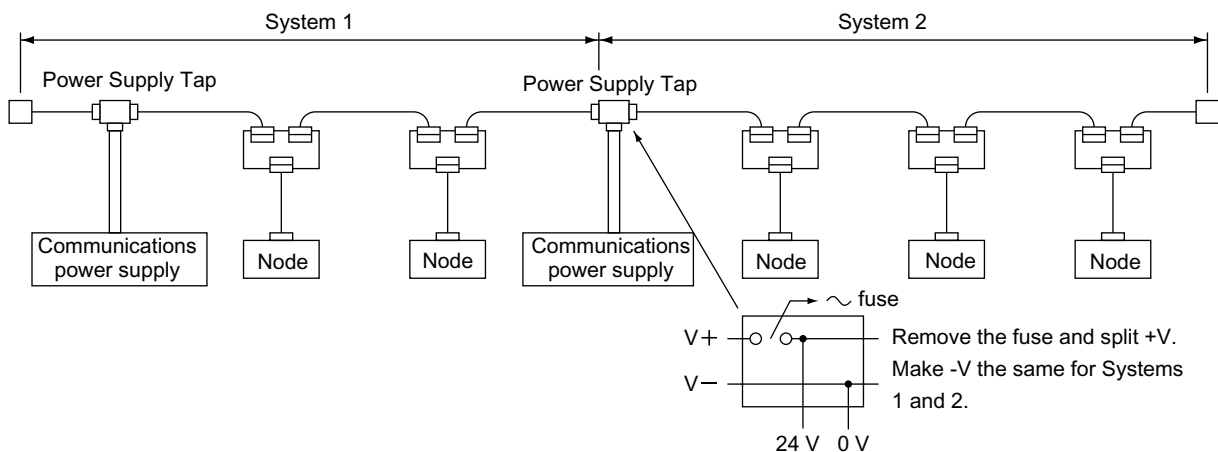 System 1
System 2
Power Supply Tap
Power Supply Tap
Communications
power supply
Node
Node
Communications
power supply
Node
Node
Node
fuse
V+
Remove the fuse and split +V.
V−
Make -V the same for Systems
1 and 2.
24 V
0 V